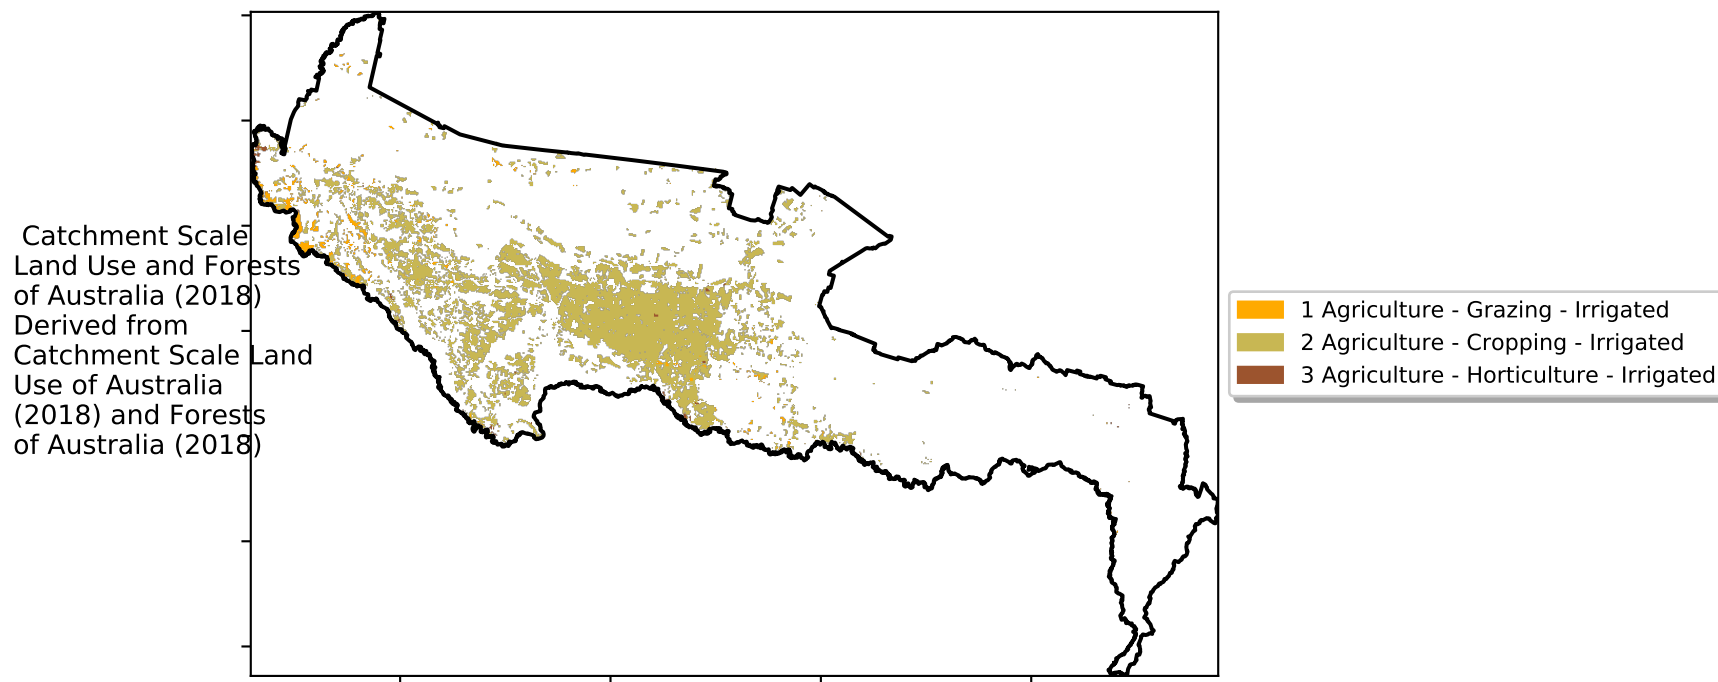 Catchment Scale
Land Use and Forests
of Australia (2018)
Derived from
Catchment Scale Land
Use of Australia
(2018) and Forests
of Australia (2018)
1 Agriculture - Grazing - Irrigated
2 Agriculture - Cropping - Irrigated
3 Agriculture - Horticulture - Irrigated